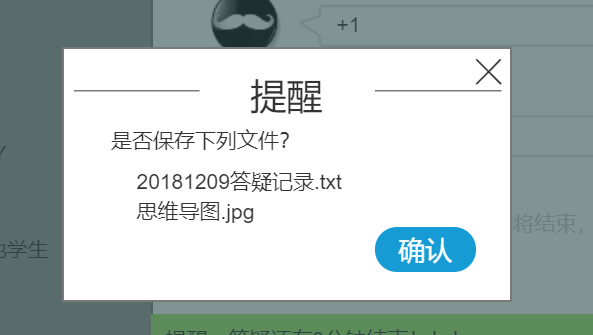 +1
提醒
是否保存下列文件?
20181209答疑记录.txt
思维导图.jpg
将结束,
学生
确认